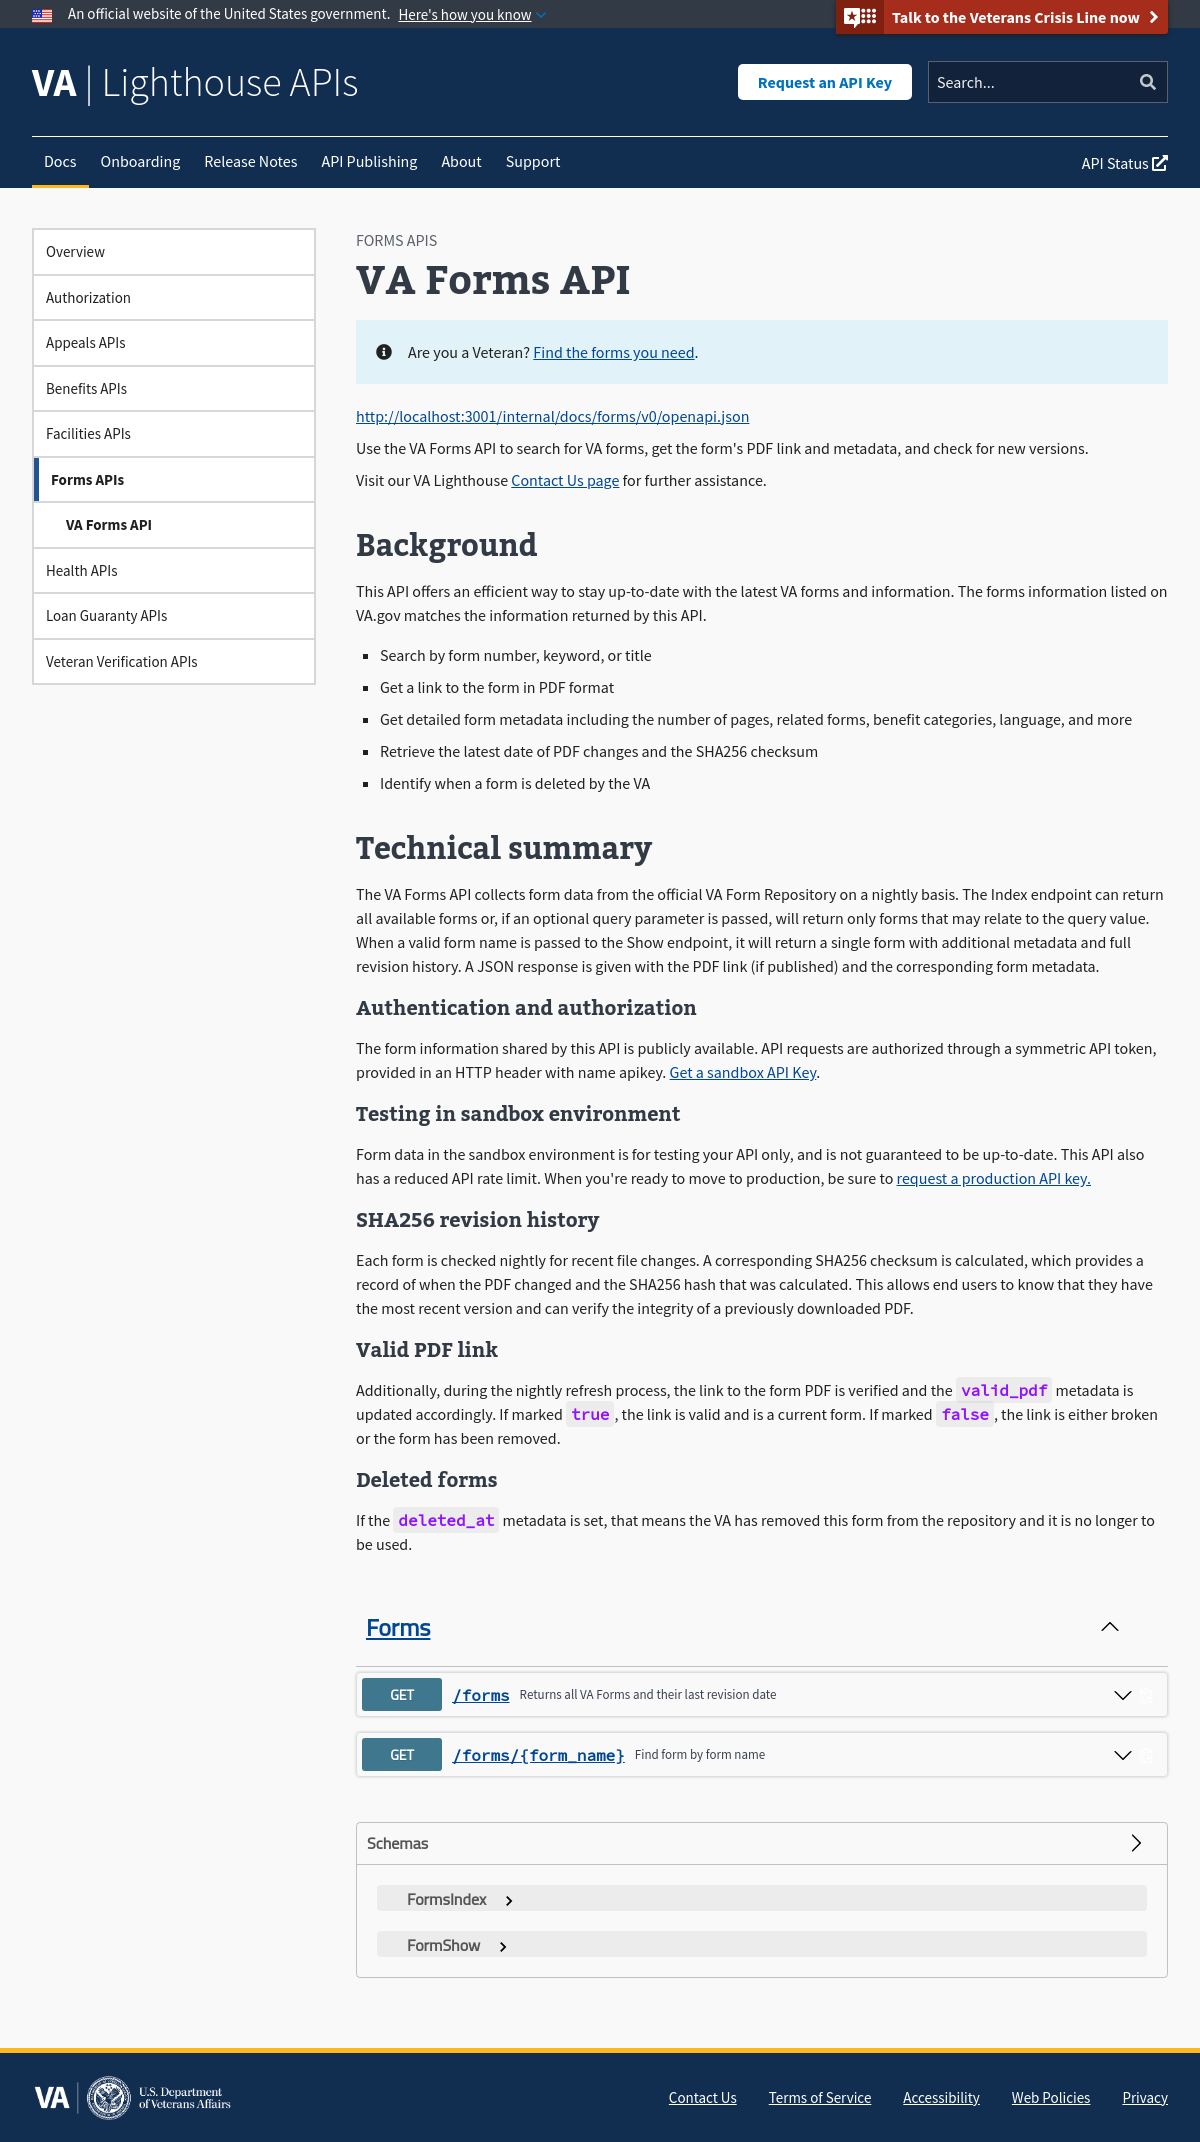 An official website of the United States government. Here's how you know
Talk to the Veterans Crisis Line now
VA | Lighthouse APIs
Request an API Key
Search...
Docs Onboarding Release Notes API Publishing About Support
API Status
Overview
Authorization
Appeals APIs
Benefits APIs
Facilities APIs
Forms APIs
VA Forms API
Health APIs
Loan Guaranty APIs
Veteran Verification APIs
FORMS APIS
VA Forms API
Are you a Veteran? Find the forms you need.
http://localhost:3001/internal/docs/forms/v0/openapi.json
Use the VA Forms API to search for VA forms, get the form's PDF link and metadata, and check for new versions.
Visit our VA Lighthouse Contact Us page for further assistance.
Background
This API offers an efficient way to stay up-to-date with the latest VA forms and information. The forms information listed on
VA.gov matches the information returned by this API.
Search by form number, keyword, or title
Get a link to the form in PDF format
Get detailed form metadata including the number of pages, related forms, benefit categories, language, and more
Retrieve the latest date of PDF changes and the SHA256 checksum
Identify when a form is deleted by the VA
Technical summary
The VA Forms API collects form data from the official VA Form Repository on a nightly basis. The Index endpoint can return
all available forms or, if an optional query parameter is passed, will return only forms that may relate to the query value.
When a valid form name is passed to the Show endpoint, it will return a single form with additional metadata and full
revision history. A JSON response is given with the PDF link (if published) and the corresponding form metadata.
Authentication and authorization
The form information shared by this API is publicly available. API requests are authorized through a symmetric API token,
provided in an HTTP header with name apikey. Get a sandbox API Key.
Testing in sandbox environment
Form data in the sandbox environment is for testing your API only, and is not guaranteed to be up-to-date. This API also
has a reduced API rate limit. When you're ready to move to production, be sure to request a production API key.
SHA256 revision history
Each form is checked nightly for recent file changes. A corresponding SHA256 checksum is calculated, which provides a
record of when the PDF changed and the SHA256 hash that was calculated. This allows end users to know that they have
the most recent version and can verify the integrity of a previously downloaded PDF.
Valid PDF link
Additionally, during the nightly refresh process, the link to the form PDF is verified and the valid_pdf metadata is
updated accordingly. If marked true, the link is valid and is a current form. If marked false, the link is either broken
or the form has been removed.
Deleted forms
If the deleted_at metadata is set, that means the VA has removed this form from the repository and it is no longer to
be used.
Forms
GET /forms Returns all VA Forms and their last revision date
GET /forms/{form_name} Find form by form name
Schemas
FormsIndex
FormShow
VA
U.S. Department
of Veterans Affairs
Contact Us Terms of Service Accessibility Web Policies Privacy